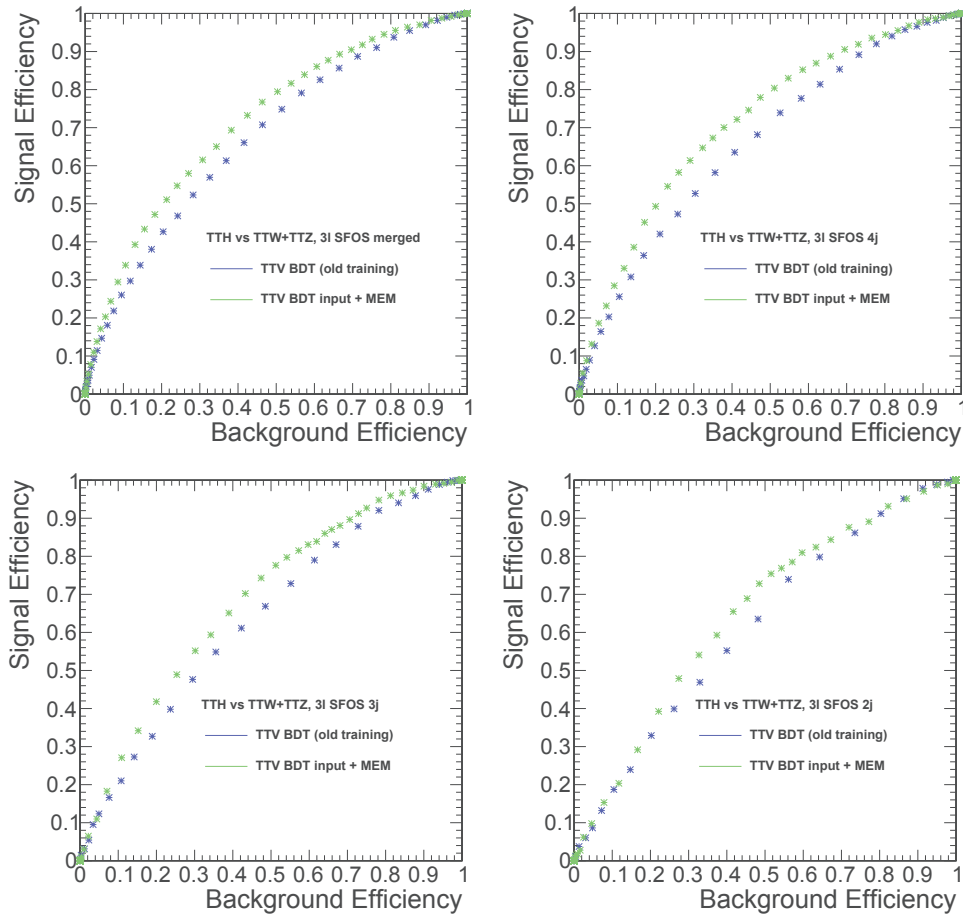 Signal Efficiency
1
0.9
0.8
0.7
0.6
0.5
0.4
0.3
0.2
0.1
0
TTH vs TTW+TTZ, 3l SFOS merged
TTV BDT (old training)
TTV BDT input + MEM
0 0.1 0.2 0.3 0.4 0.5 0.6 0.7 0.8 0.9 1
Background Efficiency
Signal Efficiency
1
0.9
0.8
0.7
0.6
0.5
0.4
0.3
0.2
0.1
0
TTH vs TTW+TTZ, 3l SFOS 4j
TTV BDT (old training)
TTV BDT input + MEM
0 0.1 0.2 0.3 0.4 0.5 0.6 0.7 0.8 0.9 1
Background Efficiency
Signal Efficiency
1
0.9
0.8
0.7
0.6
0.5
0.4
0.3
0.2
0.1
0
TTH vs TTW+TTZ, 3l SFOS 3j
TTV BDT (old training)
TTV BDT input + MEM
0 0.1 0.2 0.3 0.4 0.5 0.6 0.7 0.8 0.9 1
Background Efficiency
Signal Efficiency
1
0.9
0.8
0.7
0.6
0.5
0.4
0.3
0.2
0.1
0
TTH vs TTW+TTZ, 3l SFOS 2j
TTV BDT (old training)
TTV BDT input + MEM
0 0.1 0.2 0.3 0.4 0.5 0.6 0.7 0.8 0.9 1
Background Efficiency